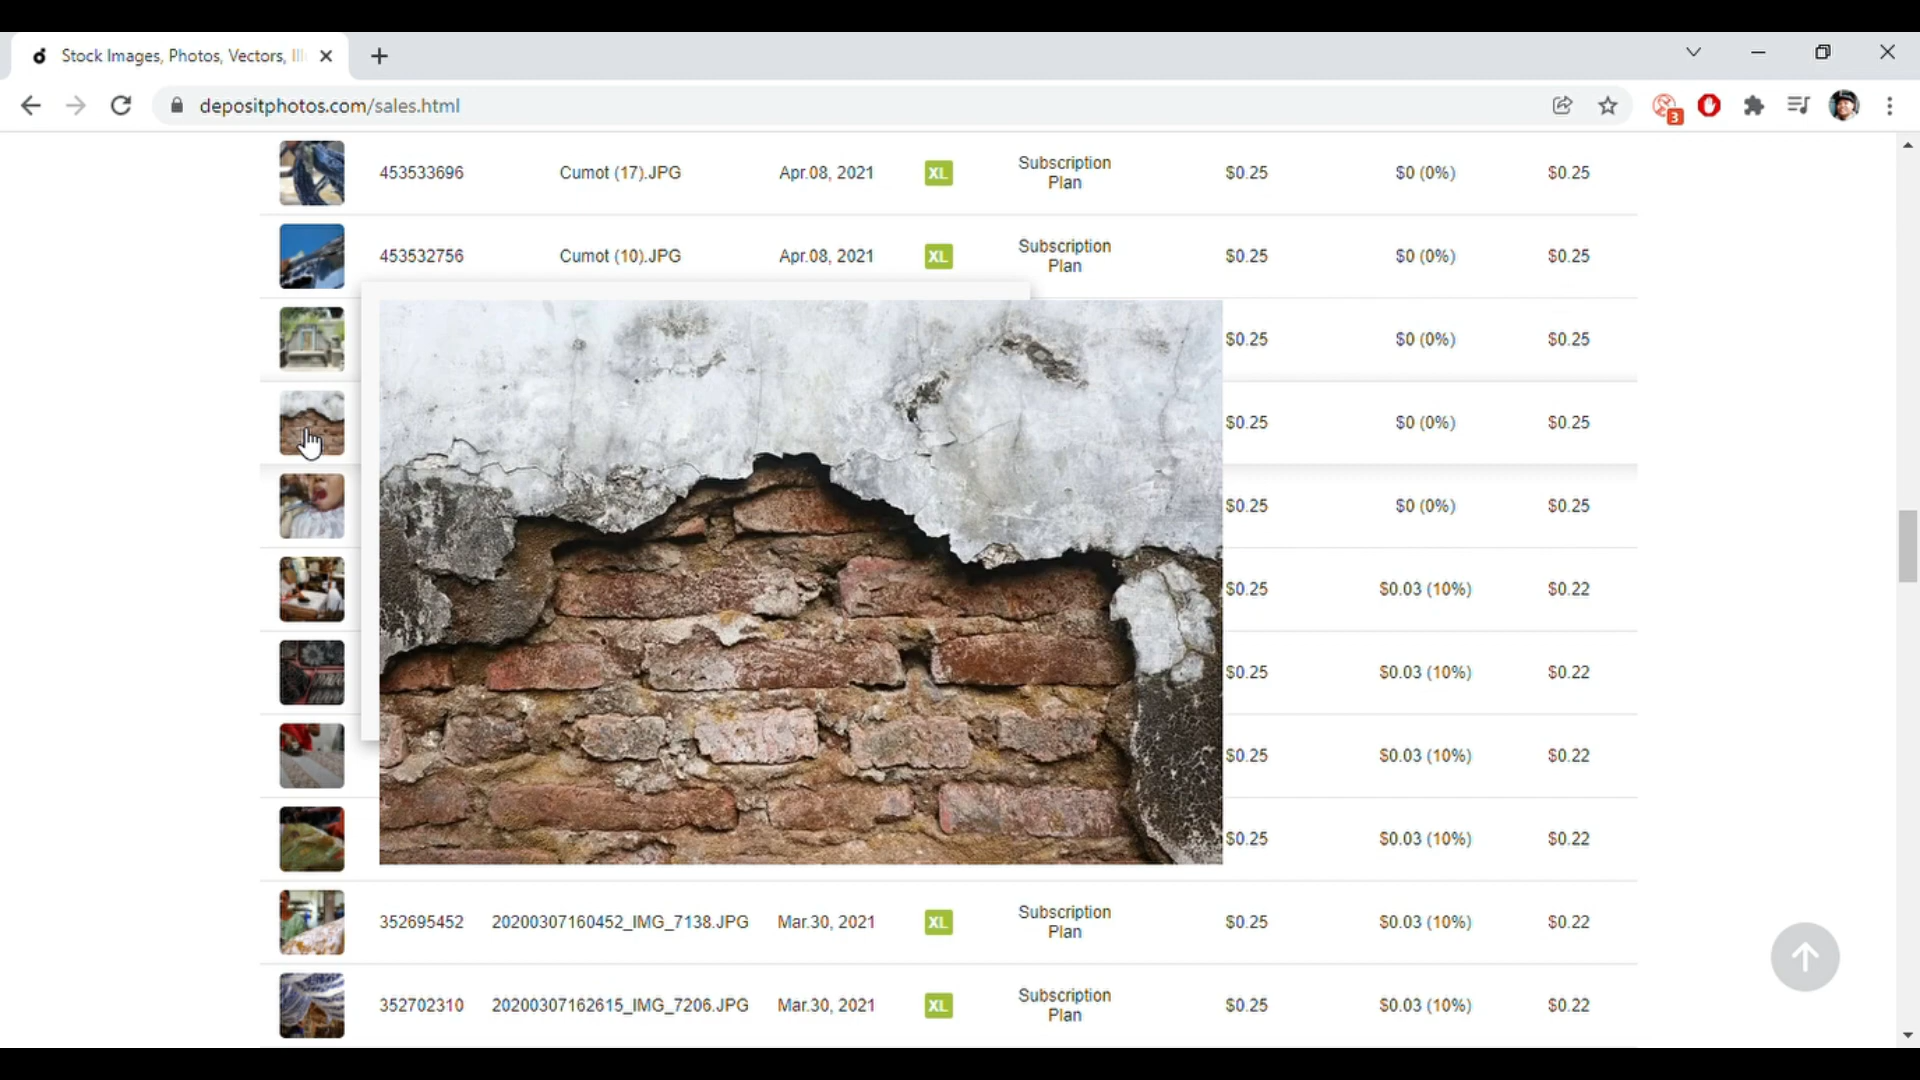 Stock Images, Photos, Vectors, Ill
depositphotos.com/sales.html
3
453533696 Cumot (17).JPG Apr.08, 2021 XL Subscription Plan $0.25 $0 (0%) $0.25
453532756 Cumot (10).JPG Apr.08, 2021 XL Subscription Plan $0.25 $0 (0%) $0.25
$0.25 $0 (0%) $0.25
$0.25 $0 (0%) $0.25
$0.25 $0 (0%) $0.25
$0.25 $0.03 (10%) $0.22
$0.25 $0.03 (10%) $0.22
$0.25 $0.03 (10%) $0.22
$0.25 $0.03 (10%) $0.22
352695452 20200307160452_IMG_7138.JPG Mar.30, 2021 XL Subscription Plan $0.25 $0.03 (10%) $0.22
352702310 20200307162615_IMG_7206.JPG Mar.30, 2021 XL Subscription Plan $0.25 $0.03 (10%) $0.22